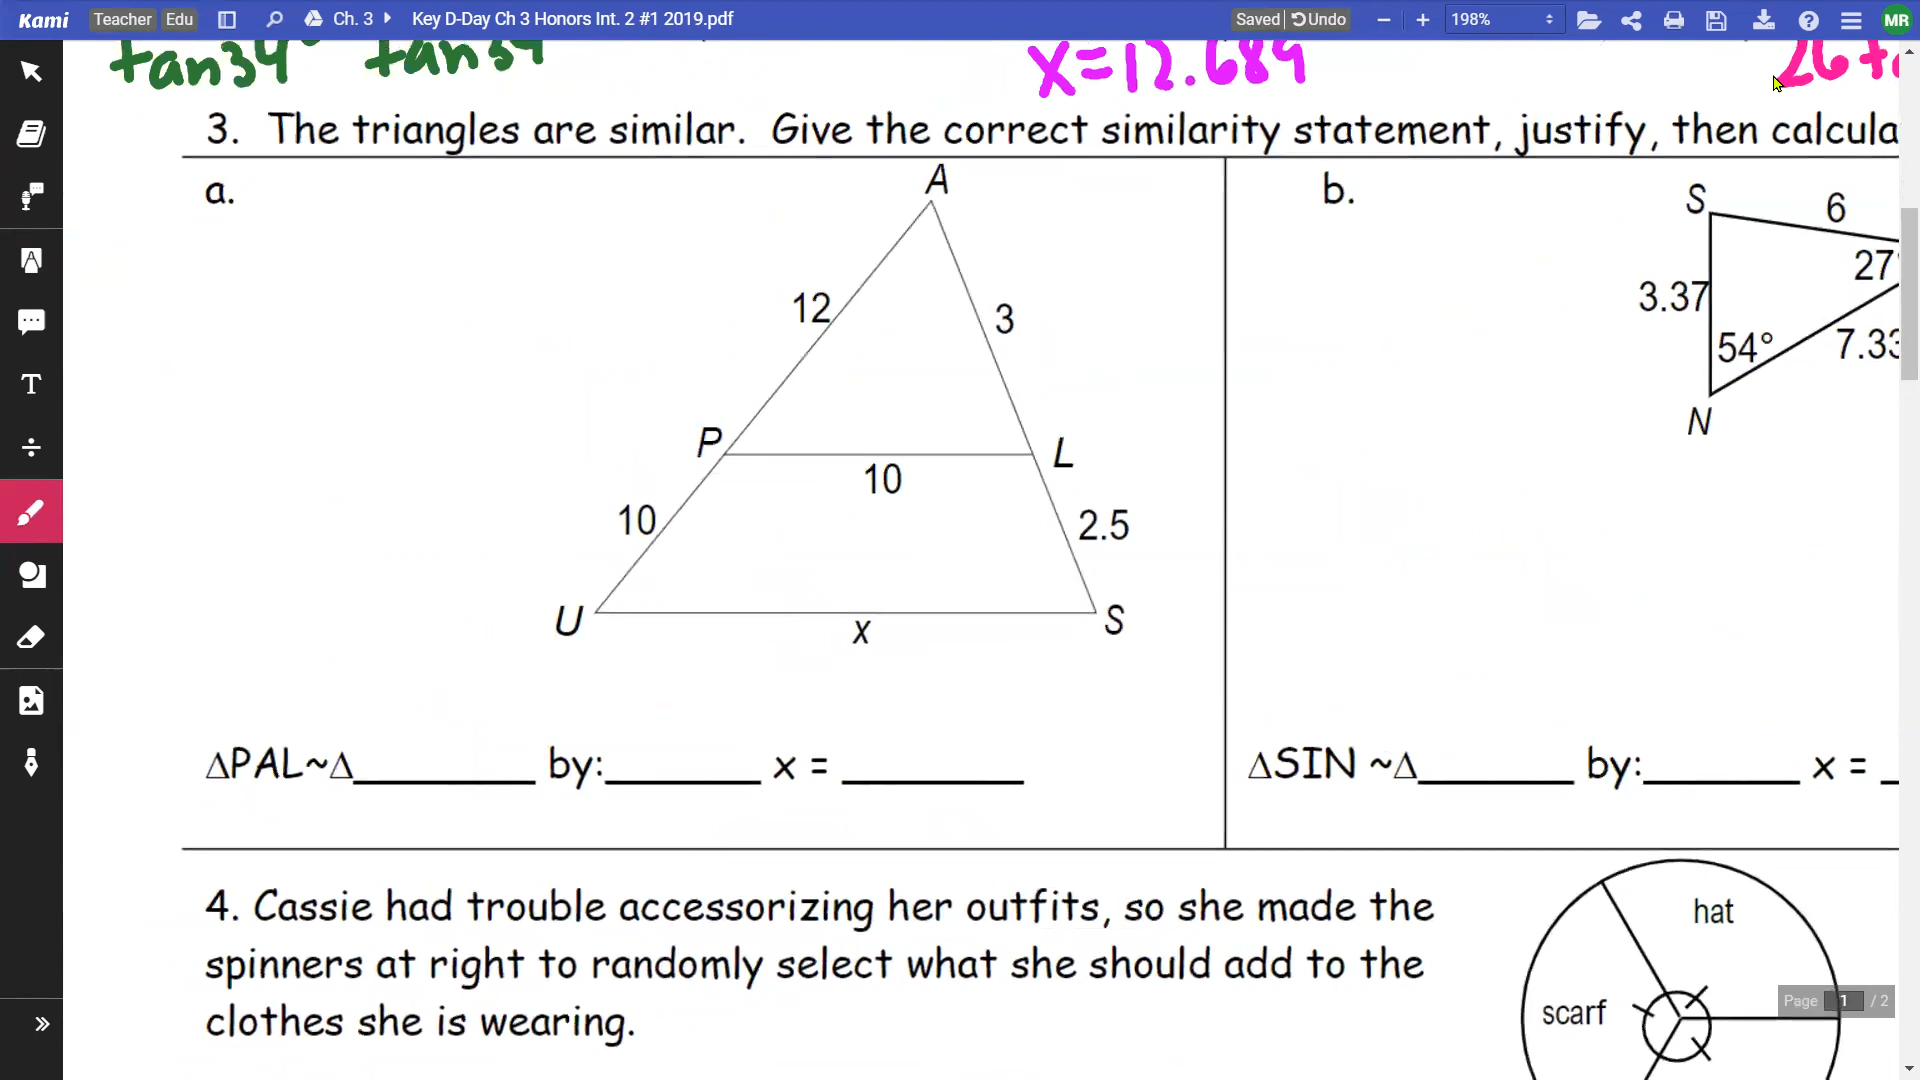 Kami Teacher Edu Ch. 3 Key D-Day Ch 3 Honors Int. 2 #1 2019.pdf Saved Undo 198% MR
tan34° tan34
x=12.689
26
3. The triangles are similar. Give the correct similarity statement, justify, then calcula
a.
A
12
3
P
L
10
10
2.5
U
x
S
ΔPAL~Δ__________ by:________ x = __________
b.
S
6
27°
3.37
54°
7.33
N
ΔSIN ~Δ________ by:________ x = _
4. Cassie had trouble accessorizing her outfits, so she made the
spinners at right to randomly select what she should add to the
clothes she is wearing.
hat
scarf
Page 1 / 2